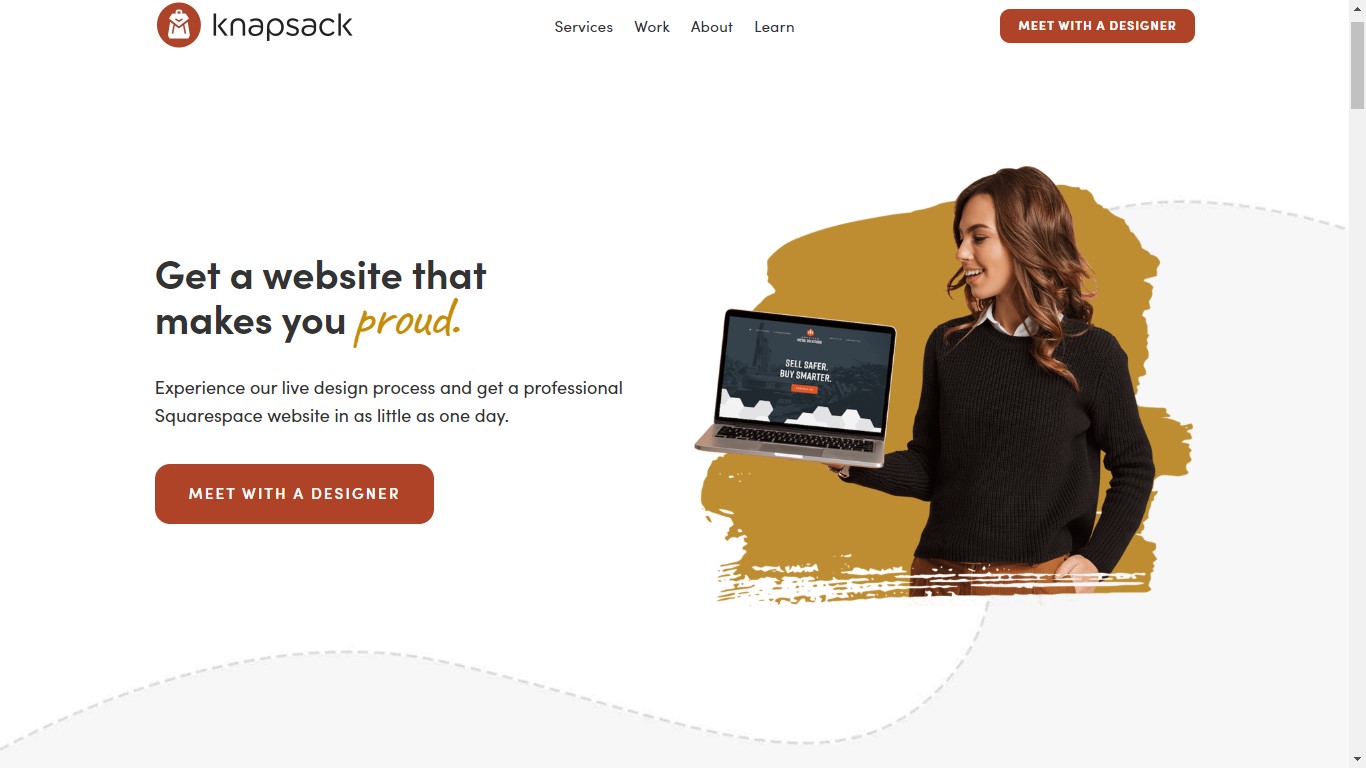 knapsack
Services Work About Learn
MEET WITH A DESIGNER
Get a website that
makes you proud.
Experience our live design process and get a professional
Squarespace website in as little as one day.
MEET WITH A DESIGNER
SELL SAFER.
BUY SMARTER.